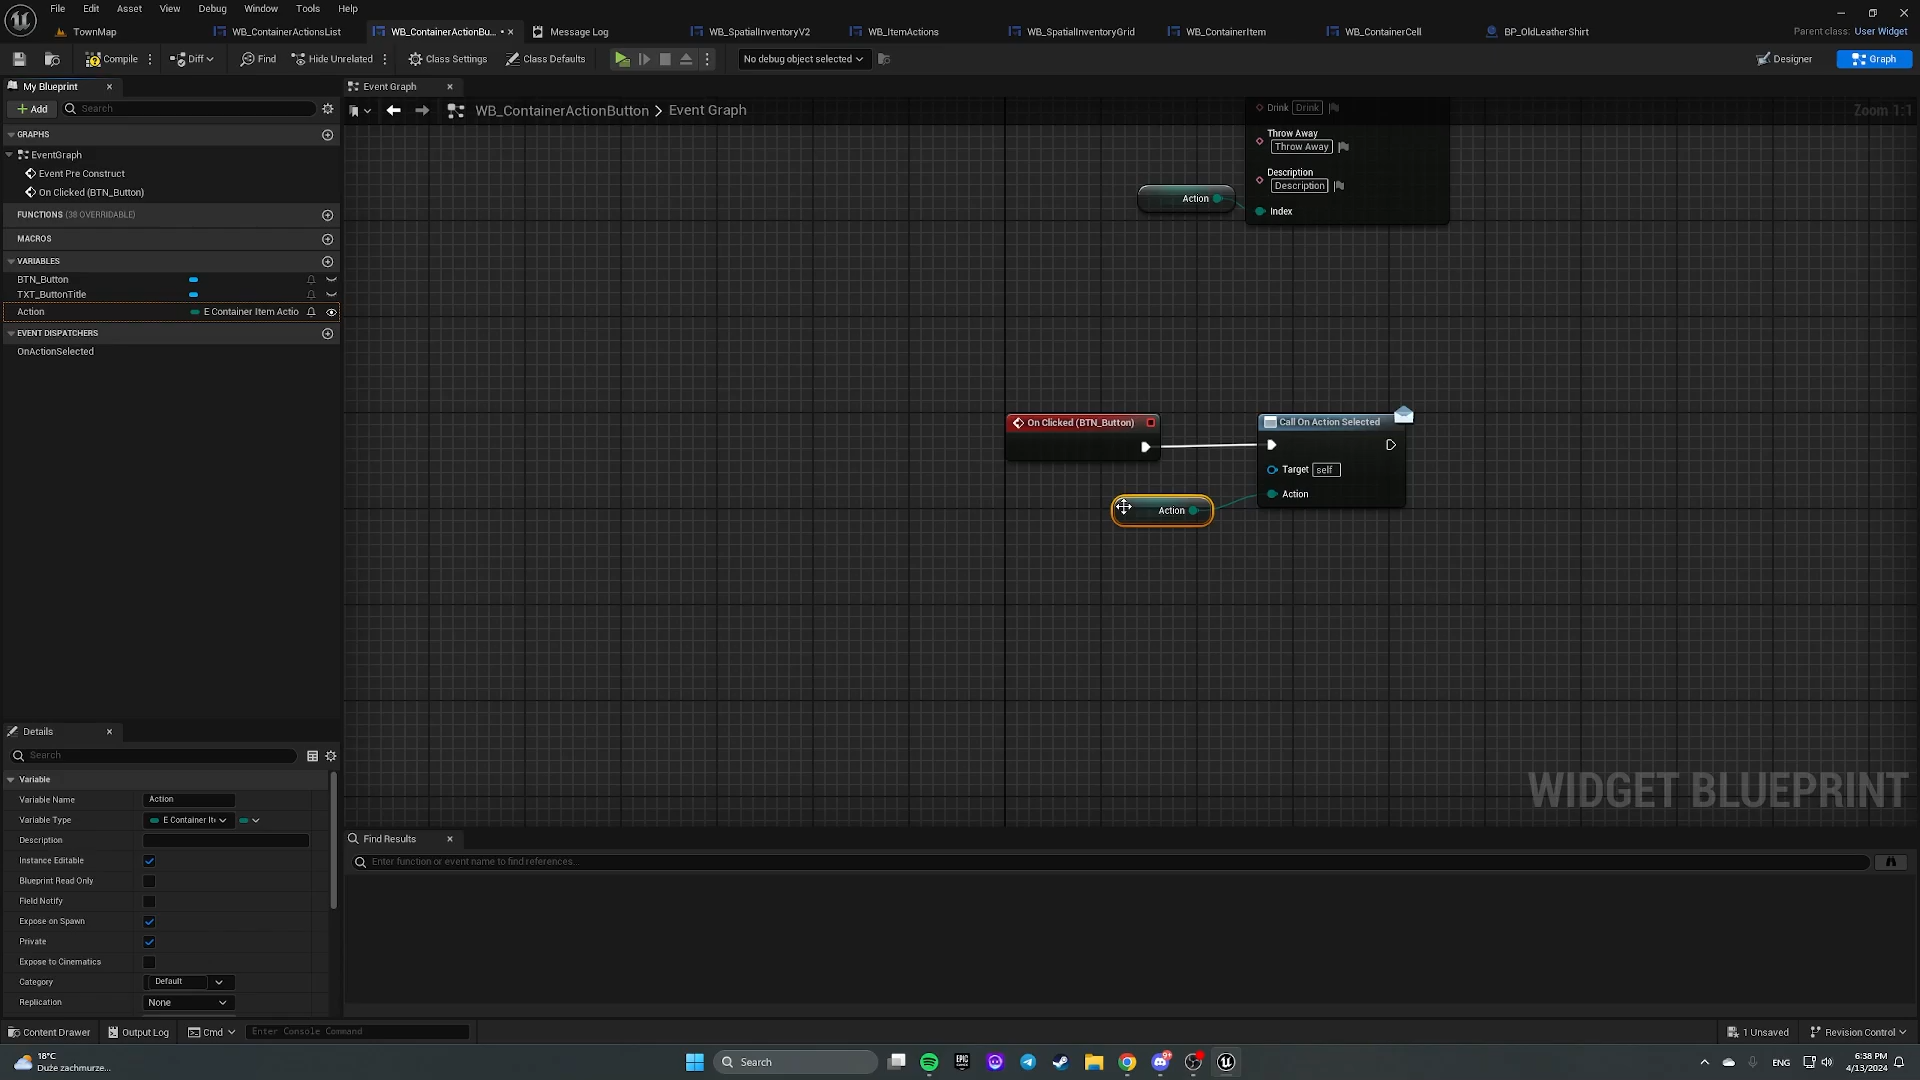 File Edit Asset View Debug Window Tools Help
TownMap WB_ContainerActionsList WB_ContainerActionBu... • × Message Log WB_SpatialInventoryV2 WB_ItemActions WB_SpatialInventoryGrid WB_ContainerItem WB_ContainerCell BP_OldLeatherShirt Parent class: User Widget
Compile Diff Find Hide Unrelated Class Settings Class Defaults No debug object selected Designer Graph
My Blueprint × Event Graph ×
+ Add Search WB_ContainerActionButton > Event Graph Zoom 1:1
GRAPHS
EventGraph
Event Pre Construct
On Clicked (BTN_Button)
FUNCTIONS (38 OVERRIDABLE)
MACROS
VARIABLES
BTN_Button
TXT_ButtonTitle
Action E Container Item Actio
EVENT DISPATCHERS
OnActionSelected
Drink Drink
Throw Away
Throw Away
Description
Description
Action
Index
On Clicked (BTN_Button)
Call On Action Selected
Target self
Action
Action
WIDGET BLUEPRINT
Details ×
Search
Variable
Variable Name Action
Variable Type E Container Ite
Description
Instance Editable
Blueprint Read Only
Field Notify
Expose on Spawn
Private
Expose to Cinematics
Category Default
Replication None
Find Results ×
Enter function or event name to find references...
Content Drawer Output Log Cmd Enter Console Command 1 Unsaved Revision Control
18°C
Duże zachmurze...
Search
EPIC
9+
ENG
6:38 PM
4/13/2024